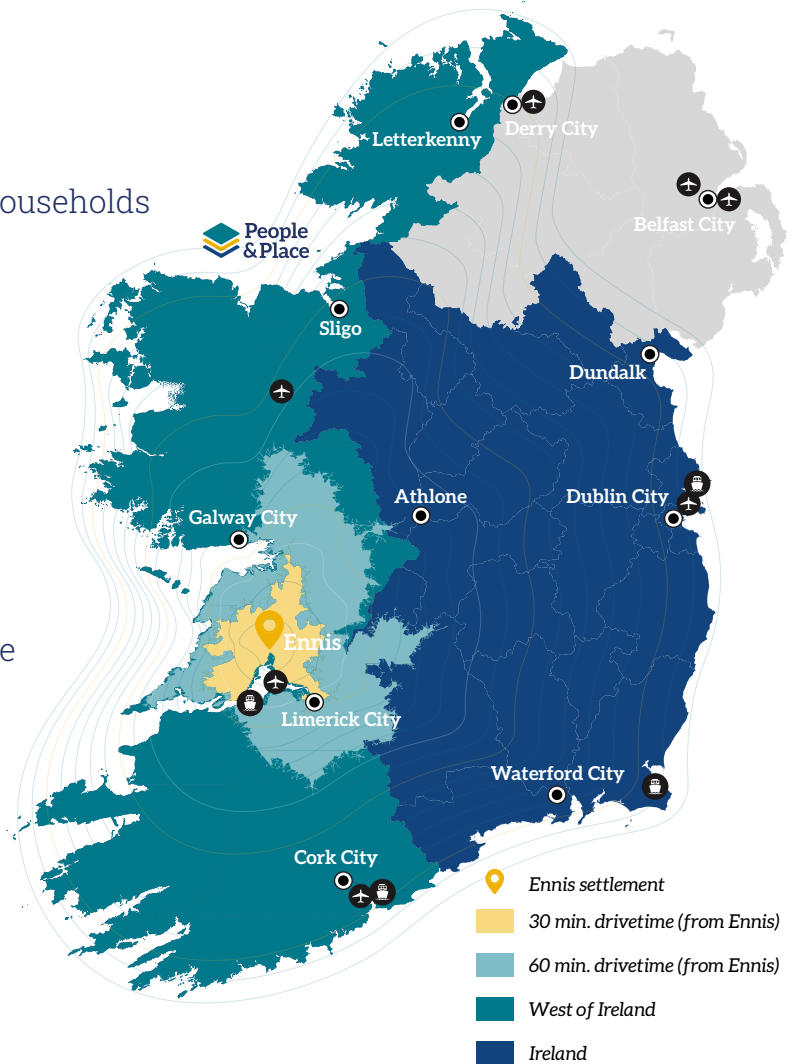 Letterkenny
Derry City
Belfast City
ouseholds
People
& Place
Sligo
Dundalk
Athlone
Dublin City
Galway City
e
Ennis
Limerick City
Waterford City
Cork City
Ennis settlement
30 min. drivetime (from Ennis)
60 min. drivetime (from Ennis)
West of Ireland
Ireland